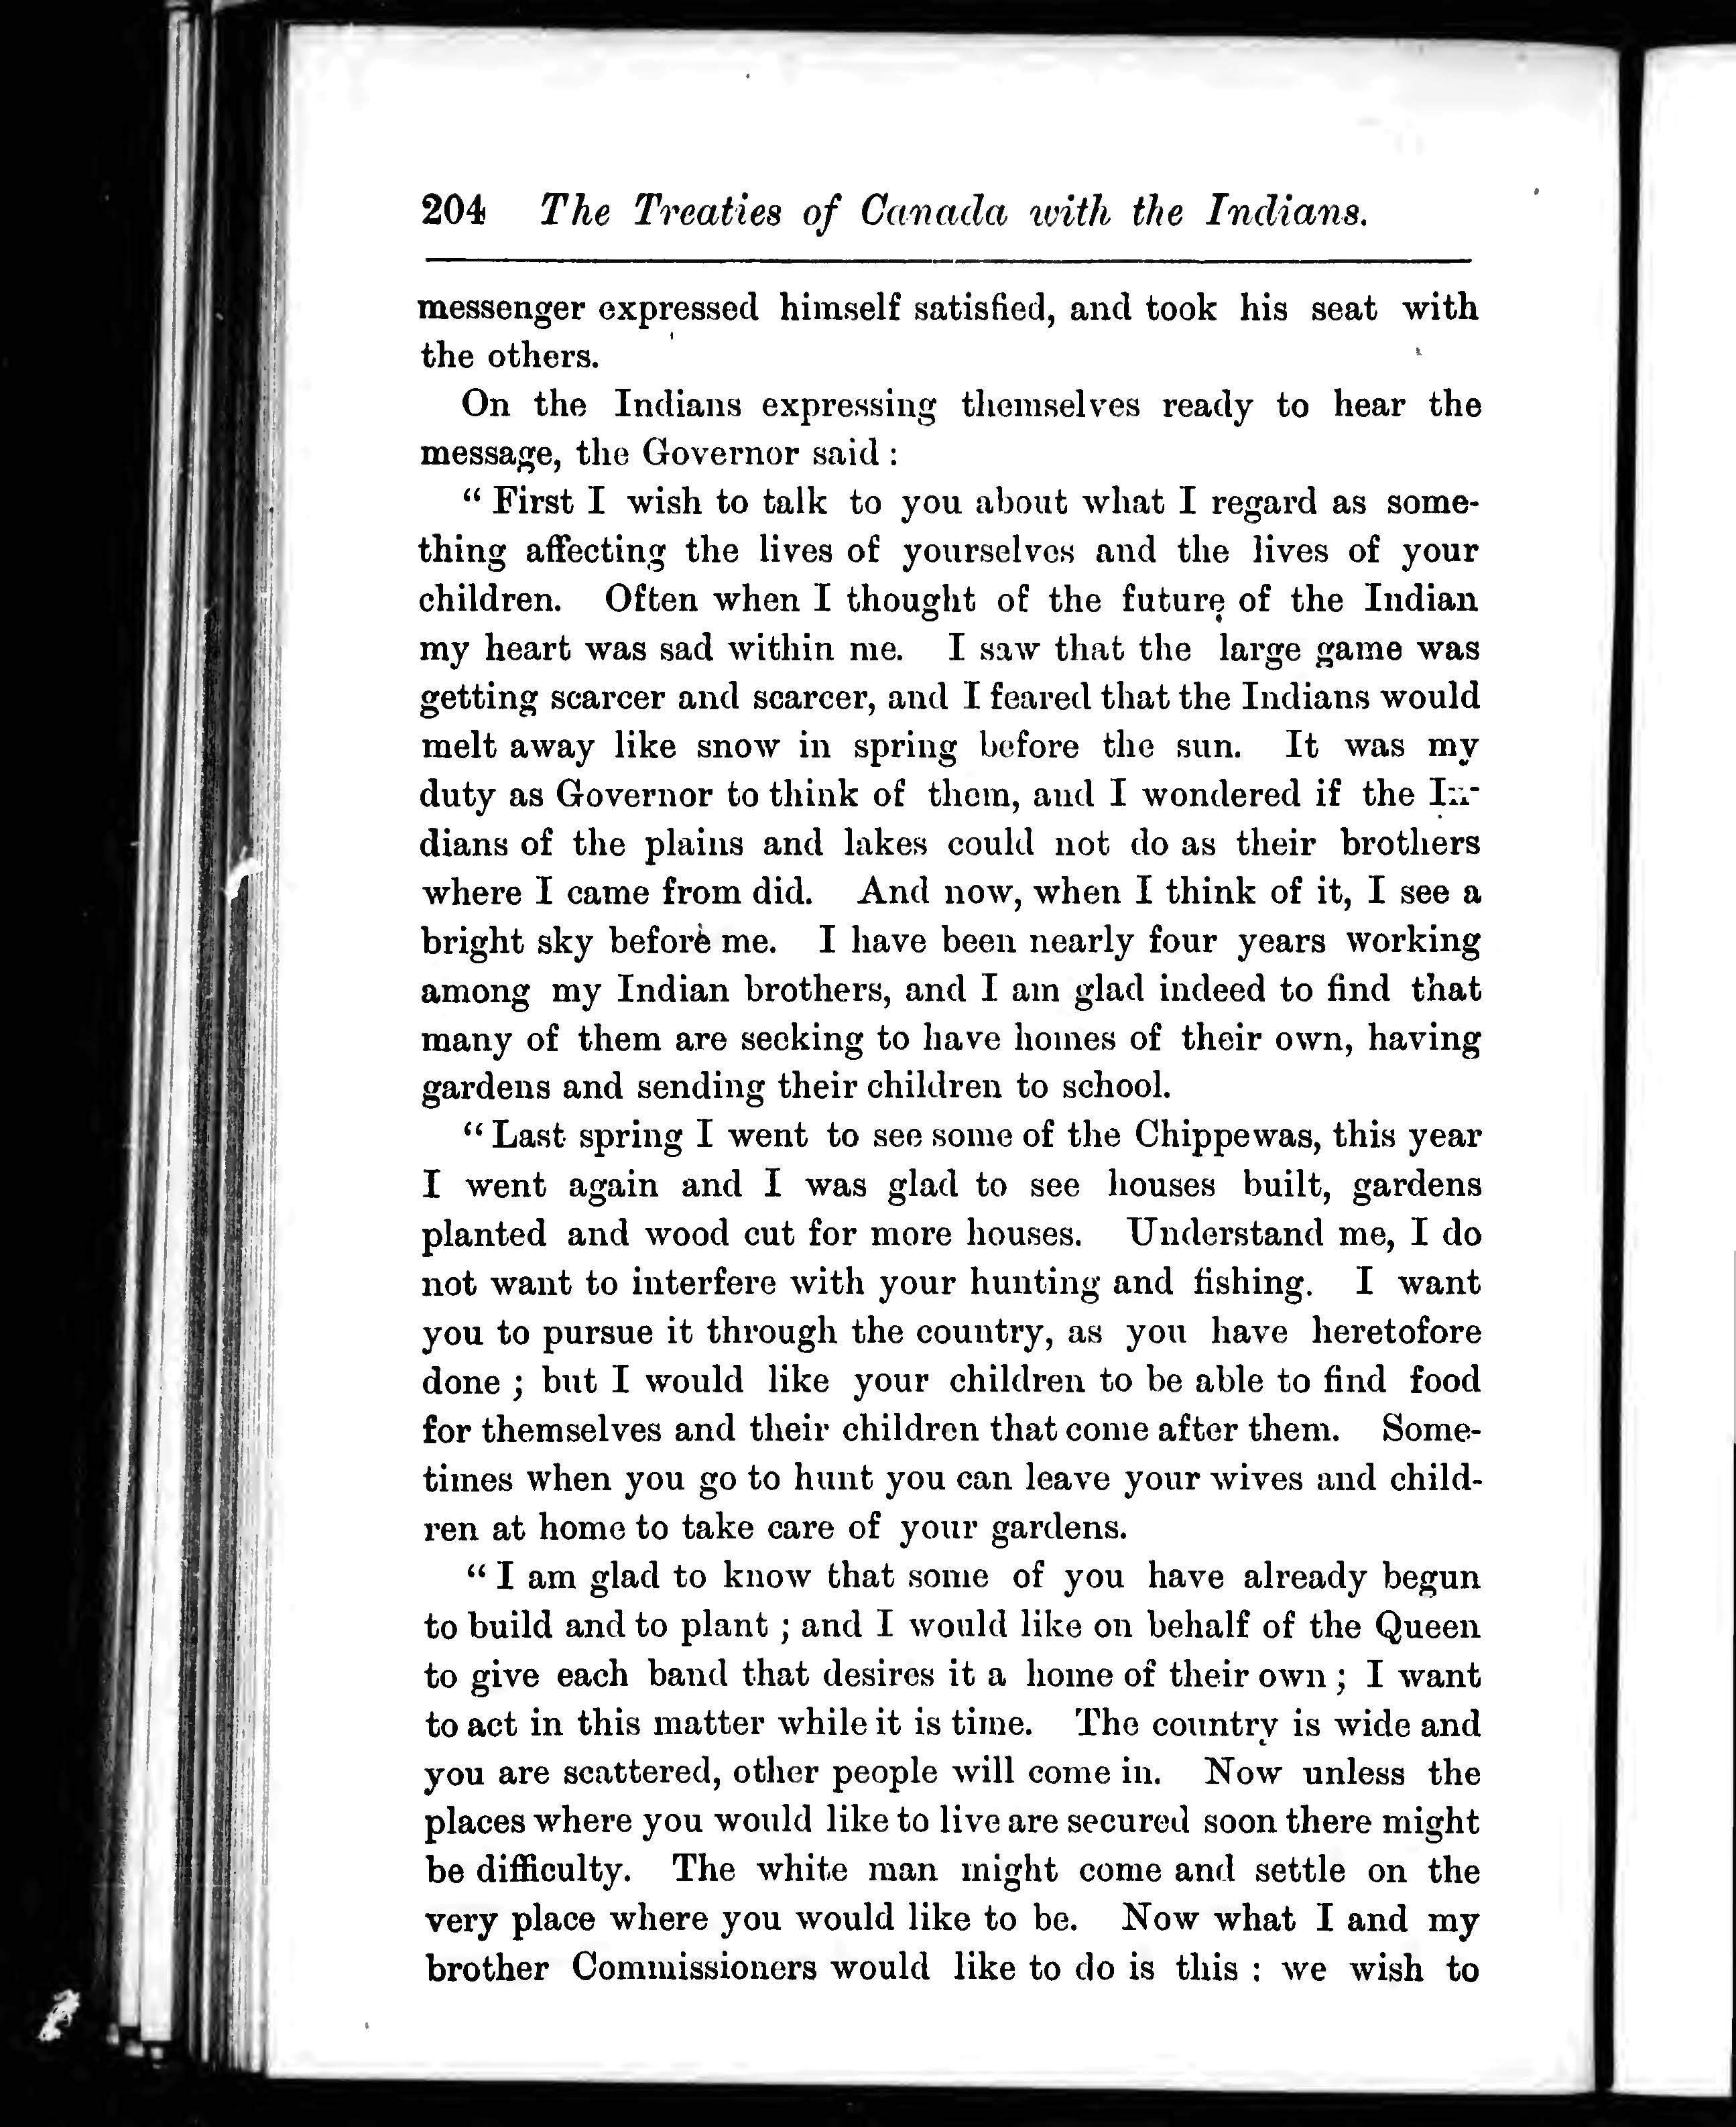 204 The Treaties of Canada with the Indians.
messenger expressed himself satisfied, and took his seat with
the others.
On the Indians expressing themselves ready to hear the
message, the Governor said :
“ First I wish to talk to you about what I regard as some-
thing affecting the lives of yourselves and the lives of your
children. Often when I thought of the future of the Indian
my heart was sad within me. I saw that the large game was
getting scarcer and scarcer, and I feared that the Indians would
melt away like snow in spring before the sun. It was my
duty as Governor to think of them, and I wondered if the In-
dians of the plains and lakes could not do as their brothers
where I came from did. And now, when I think of it, I see a
bright sky before me. I have been nearly four years working
among my Indian brothers, and I am glad indeed to find that
many of them are seeking to have homes of their own, having
gardens and sending their children to school.
“ Last spring I went to see some of the Chippewas, this year
I went again and I was glad to see houses built, gardens
planted and wood cut for more houses. Understand me, I do
not want to interfere with your hunting and fishing. I want
you to pursue it through the country, as you have heretofore
done ; but I would like your children to be able to find food
for themselves and their children that come after them. Some-
times when you go to hunt you can leave your wives and child-
ren at home to take care of your gardens.
“ I am glad to know that some of you have already begun
to build and to plant ; and I would like on behalf of the Queen
to give each band that desires it a home of their own ; I want
to act in this matter while it is time. The country is wide and
you are scattered, other people will come in. Now unless the
places where you would like to live are secured soon there might
be difficulty. The white man might come and settle on the
very place where you would like to be. Now what I and my
brother Commissioners would like to do is this : we wish to